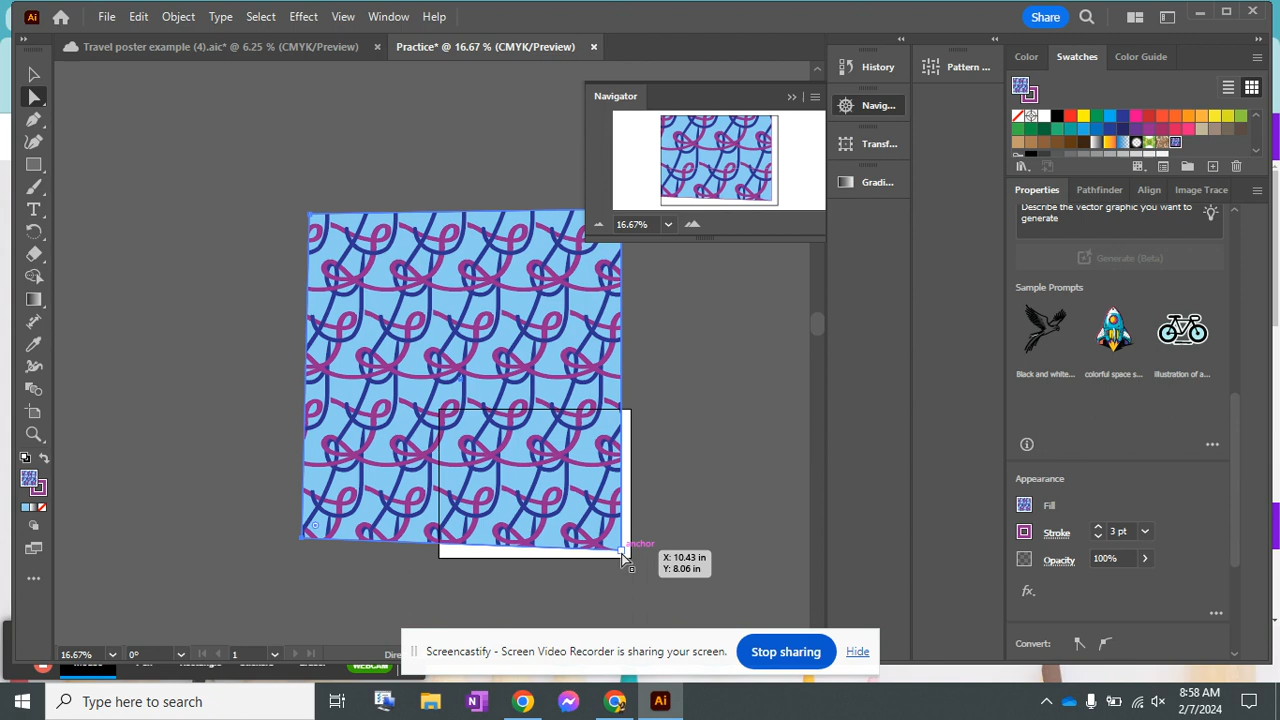 Ai File Edit Object Type Select Effect View Window Help Share
Travel poster example (4).aic* @ 6.25 % (CMYK/Preview) × Practice* @ 16.67 % (CMYK/Preview) ×
History
Navig...
Transf...
Gradi...
Pattern ...
Navigator
16.67%
Color Swatches Color Guide
Properties Pathfinder Align Image Trace
Describe the vector graphic you want to
generate
Generate (Beta)
Sample Prompts
Black and white... colorful space s... illustration of a...
Appearance
Fill
Stroke 3 pt
Opacity 100%
fx.
Convert:
anchor
X: 10.43 in
Y: 8.06 in
16.67% 0° 1 Dire
Screencastify - Screen Video Recorder is sharing your screen. Stop sharing Hide
WEBCAM
Type here to search
8:58 AM
2/7/2024